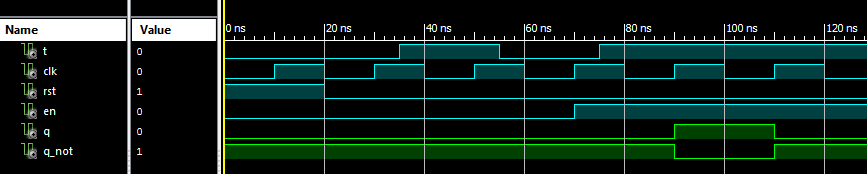 Name Value 0 ns 20 ns 40 ns 60 ns 80 ns 100 ns 120 ns
t 0
clk 0
rst 1
en 0
q 0
q_not 1